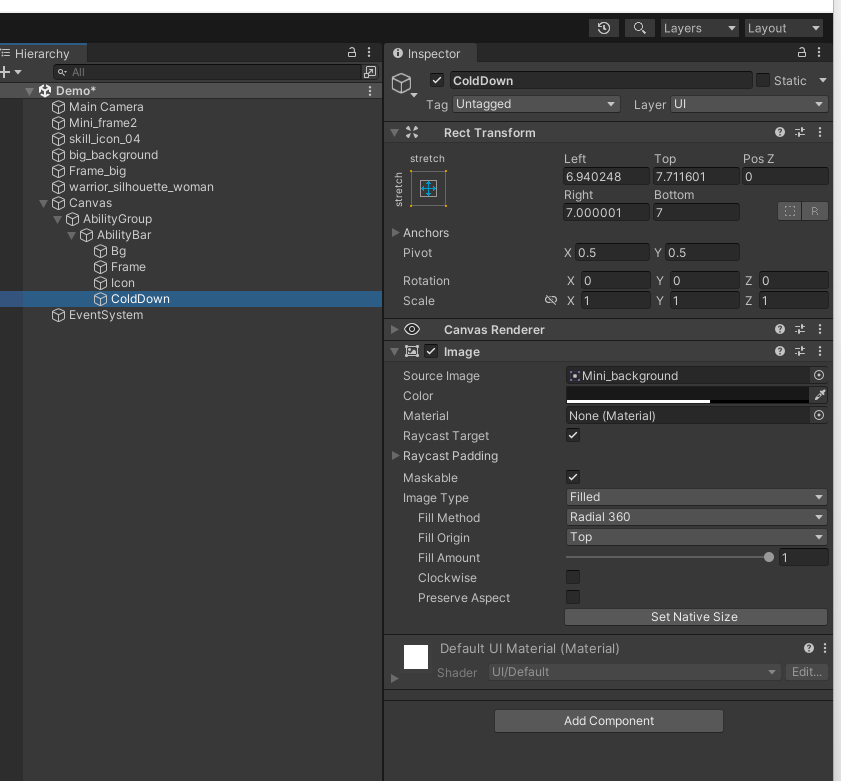 Layers
Layout
Hierarchy
All
Demo*
Main Camera
Mini_frame2
skill_icon_04
big_background
Frame_big
warrior_silhouette_woman
Canvas
AbilityGroup
AbilityBar
Bg
Frame
Icon
ColdDown
EventSystem
Inspector
ColdDown
Static
Tag Untagged Layer UI
Rect Transform
stretch
stretch
Left Top Pos Z
6.940248 7.711601 0
Right Bottom
7.000001 7 R
Anchors
Pivot X 0.5 Y 0.5
Rotation X 0 Y 0 Z 0
Scale X 1 Y 1 Z 1
Canvas Renderer
Image
Source Image Mini_background
Color
Material None (Material)
Raycast Target
Raycast Padding
Maskable
Image Type Filled
Fill Method Radial 360
Fill Origin Top
Fill Amount 1
Clockwise
Preserve Aspect
Set Native Size
Default UI Material (Material)
Shader UI/Default Edit...
Add Component